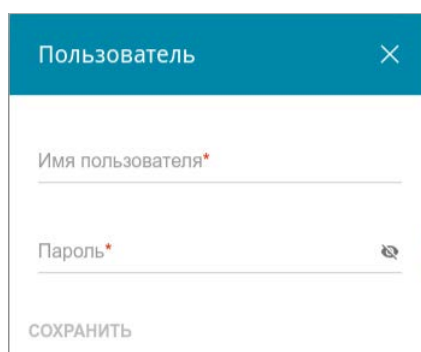 Пользователь
Имя пользователя*
Пароль*
СОХРАНИТЬ